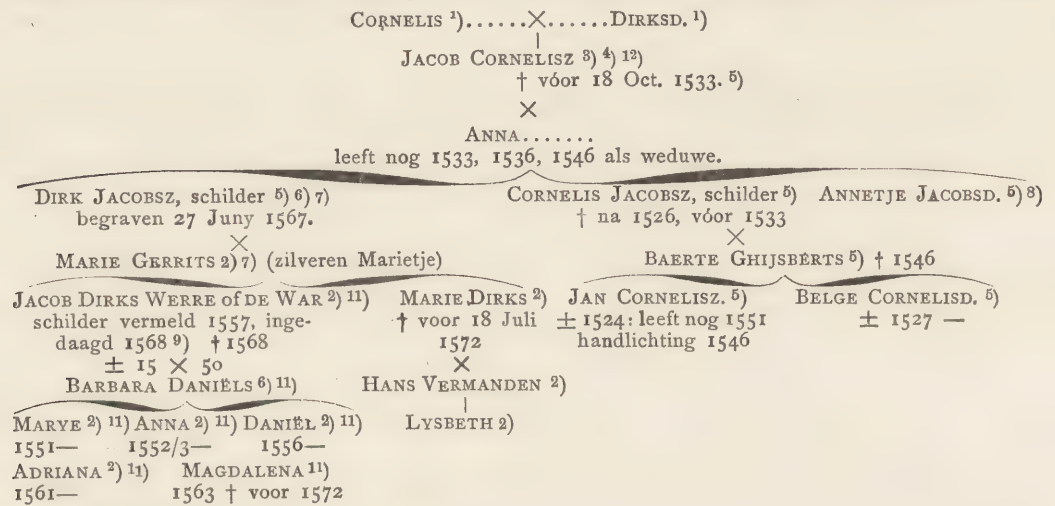 CORNELIS ¹)......×......DIRKSD. ¹)
JACOB CORNELISZ ³) ⁴) ¹²)
† vóór 18 Oct. 1533. ⁵)
×
ANNA.......
leeft nog 1533, 1536, 1546 als weduwe.
DIRK JACOBSZ, schilder ⁵) ⁶) ⁷) CORNELIS JACOBSZ, schilder ⁵) ANNETJE JACOBSD. ⁵) ⁸)
begraven 27 Juny 1567. † na 1526, vóór 1533
× ×
MARIE GERRITS ²) ⁷) (zilveren Marietje) BAERTE GHIJSBERTS ⁵) † 1546
JACOB DIRKS WERRE of DE WAR ²) ¹¹) MARIE DIRKS ²) JAN CORNELISZ. ⁵) BELGE CORNELISD. ⁵)
schilder vermeld 1557, inge- † voor 18 Juli ± 1524: leeft nog 1551 ± 1527 —
daagd 1568 ⁹) † 1568 1572 handlichting 1546
± 15 × 50 ×
BARBARA DANIËLS ⁶) ¹¹) HANS VERMANDEN ²)
MARYE ²) ¹¹) ANNA ²) ¹¹) DANIËL ²) ¹¹) LYSBETH ²)
1551— 1552/3— 1556—
ADRIANA ²) ¹¹) MAGDALENA ¹¹)
1561— 1563 † voor 1572